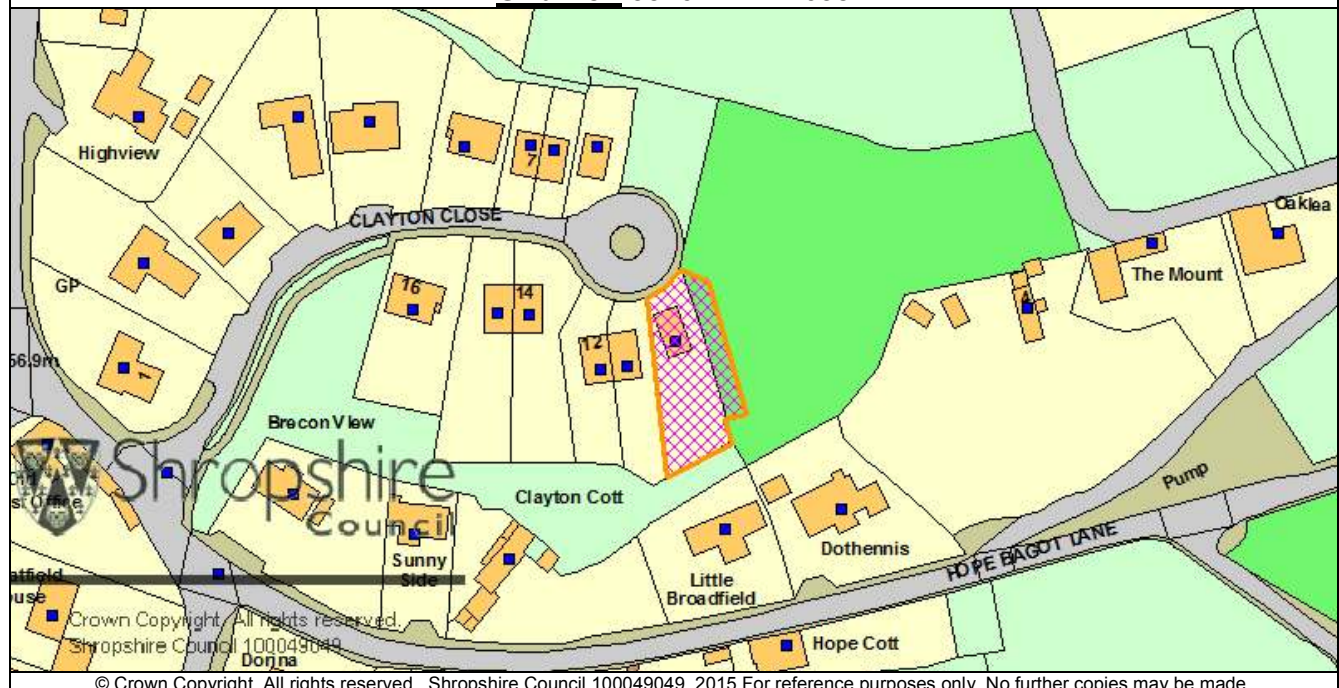 Highview
7
CLAYTON CLOSE
Oaklea
The Mount
GP
16
14
4
12
56.9m
1
Brecon View
Shropshire
Council
Clayton Cott
Pump
Sunny
Side
Dothennis
HOPE BAGOT LANE
Little
Broadfield
Crown Copyright. All rights reserved.
Shropshire Council 100049049
Hope Cott
Donna
© Crown Copyright. All rights reserved. Shropshire Council 100049049. 2015 For reference purposes only. No further copies may be made.